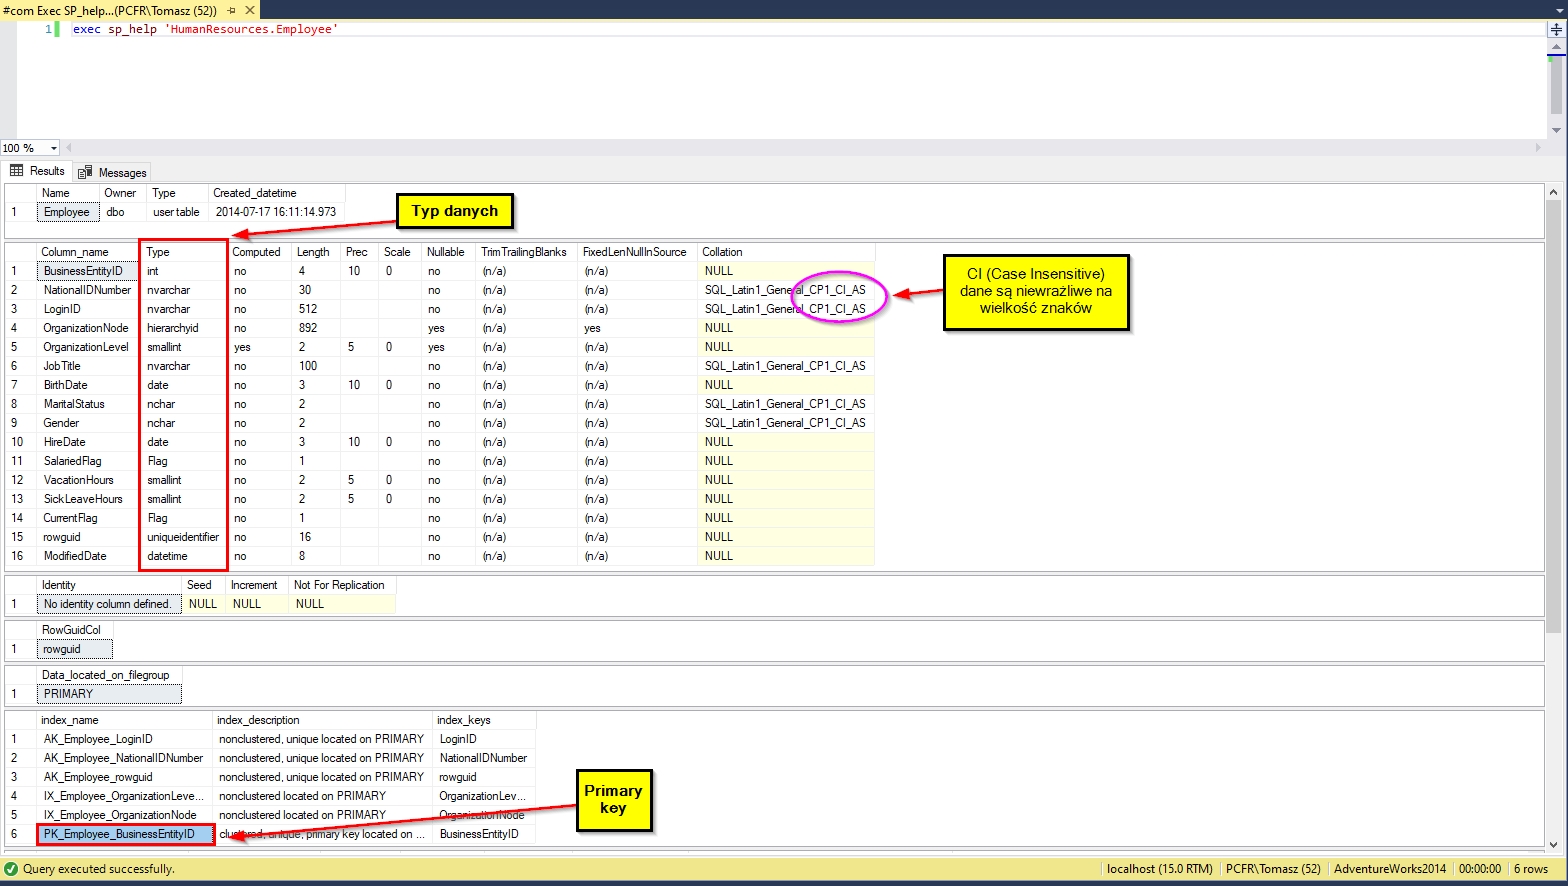 #com Exec SP_help...(PCFR\Tomasz (52))
1 exec sp_help 'HumanResources.Employee'
100 %
Results Messages
Name Owner Type Created_datetime
1 Employee dbo user table 2014-07-17 16:11:14.973
Typ danych
Column_name Type Computed Length Prec Scale Nullable TrimTrailingBlanks FixedLenNullInSource Collation
1 BusinessEntityID int no 4 10 0 no (n/a) (n/a) NULL
2 NationalIDNumber nvarchar no 30 no (n/a) (n/a) SQL_Latin1_General_CP1_CI_AS
3 LoginID nvarchar no 512 no (n/a) (n/a) SQL_Latin1_General_CP1_CI_AS
4 OrganizationNode hierarchyid no 892 yes yes yes NULL
5 OrganizationLevel smallint yes 2 5 0 yes (n/a) (n/a) NULL
6 JobTitle nvarchar no 100 no (n/a) (n/a) SQL_Latin1_General_CP1_CI_AS
7 BirthDate date no 3 10 0 no (n/a) (n/a) NULL
8 MaritalStatus nchar no 2 no (n/a) (n/a) SQL_Latin1_General_CP1_CI_AS
9 Gender nchar no 2 no (n/a) (n/a) SQL_Latin1_General_CP1_CI_AS
10 HireDate date no 3 10 0 no (n/a) (n/a) NULL
11 SalariedFlag Flag no 1 no (n/a) (n/a) NULL
12 VacationHours smallint no 2 5 0 no (n/a) (n/a) NULL
13 SickLeaveHours smallint no 2 5 0 no (n/a) (n/a) NULL
14 CurrentFlag Flag no 1 no (n/a) (n/a) NULL
15 rowguid uniqueidentifier no 16 no (n/a) (n/a) NULL
16 ModifiedDate datetime no 8 no (n/a) (n/a) NULL
CI (Case Insensitive)
dane są niewrażliwe na
wielkość znaków
Identity Seed Increment Not For Replication
1 No identity column defined. NULL NULL NULL
RowGuidCol
1 rowguid
Data_located_on_filegroup
1 PRIMARY
index_name index_description index_keys
1 AK_Employee_LoginID nonclustered, unique located on PRIMARY LoginID
2 AK_Employee_NationalIDNumber nonclustered, unique located on PRIMARY NationalIDNumber
3 AK_Employee_rowguid nonclustered, unique located on PRIMARY rowguid
4 IX_Employee_OrganizationLeve... nonclustered located on PRIMARY OrganizationLev...
5 IX_Employee_OrganizationNode nonclustered located on PRIMARY OrganizationNode
6 PK_Employee_BusinessEntityID clustered, unique, primary key located on ... BusinessEntityID
Primary
key
Query executed successfully. localhost (15.0 RTM) PCFR\Tomasz (52) AdventureWorks2014 00:00:00 6 rows